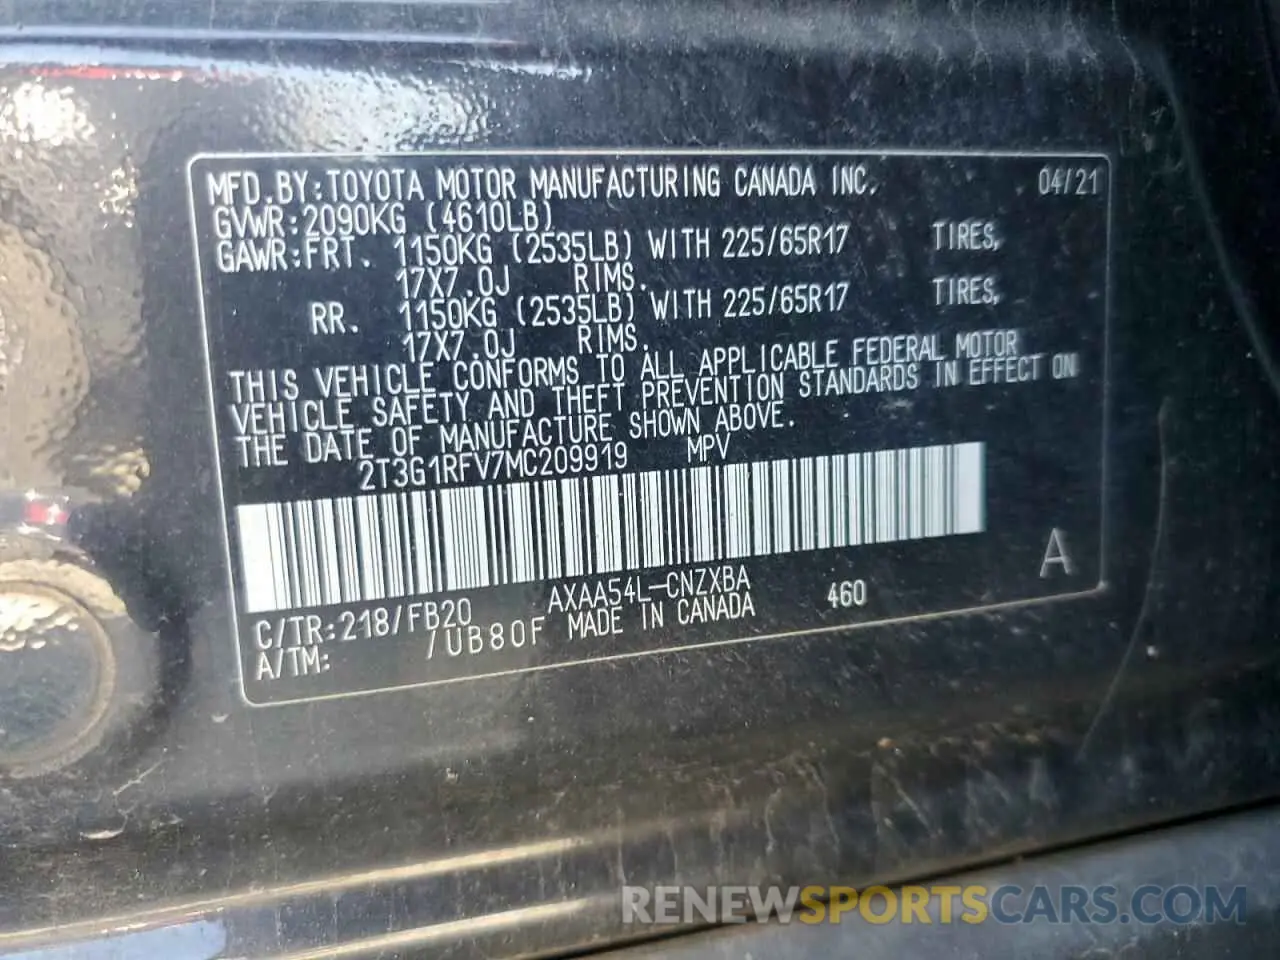 MFD.BY:TOYOTA MOTOR MANUFACTURING CANADA INC. 04/21
GVWR:2090KG (4610LB)
GAWR:FRT. 1150KG (2535LB) WITH 225/65R17 TIRES,
17X7.0J RIMS.
RR. 1150KG (2535LB) WITH 225/65R17 TIRES,
17X7.0J RIMS.
THIS VEHICLE CONFORMS TO ALL APPLICABLE FEDERAL MOTOR
VEHICLE SAFETY AND THEFT PREVENTION STANDARDS IN EFFECT ON
THE DATE OF MANUFACTURE SHOWN ABOVE.
2T3G1RFV7MC209919 MPV
A
C/TR:218/FB20 AXAA54L-CNZXBA 460
A/TM: /UB80F MADE IN CANADA
RENEWSPORTSCARS.COM